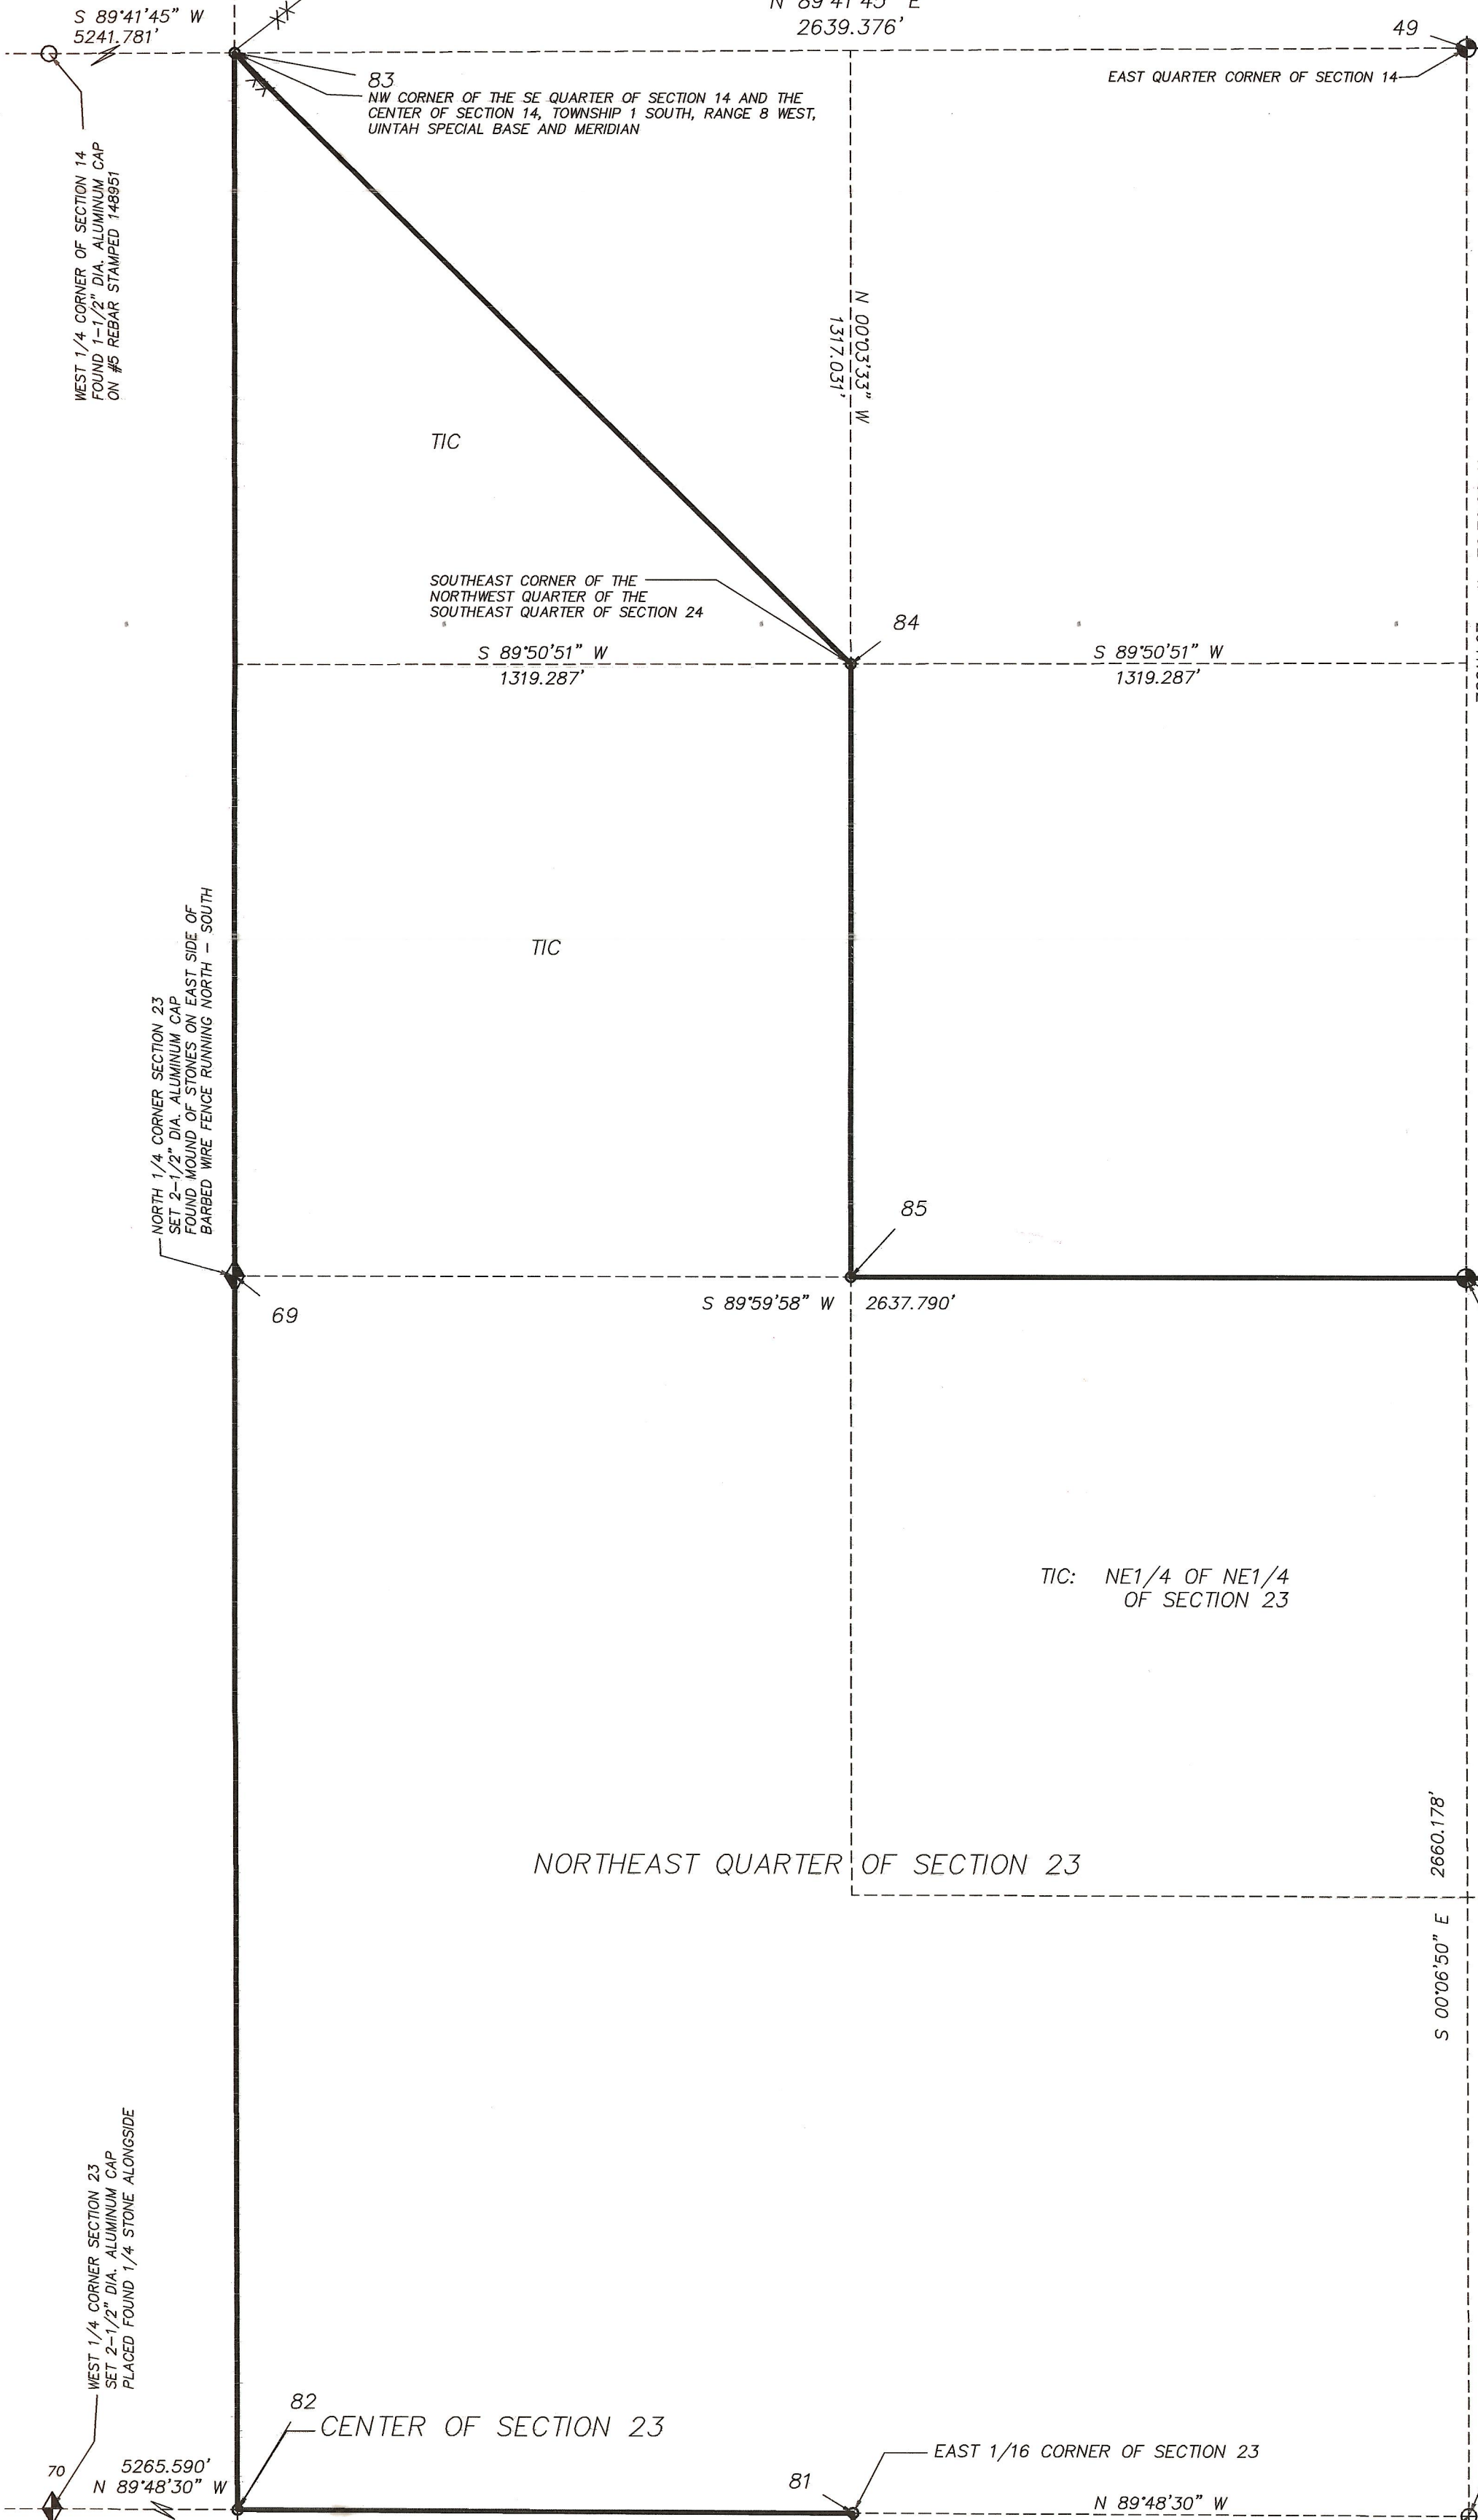 S 89°41'45" W
5241.781'
2639.376'
49
EAST QUARTER CORNER OF SECTION 14
83
NW CORNER OF THE SE QUARTER OF SECTION 14 AND THE
CENTER OF SECTION 14, TOWNSHIP 1 SOUTH, RANGE 8 WEST,
UINTAH SPECIAL BASE AND MERIDIAN
WEST 1/4 CORNER OF SECTION 14
FOUND 1-1/2" DIA. ALUMINUM CAP
ON #5 REBAR STAMPED 148951
N 00°03'33" W
1317.031'
TIC
SOUTHEAST CORNER OF THE
NORTHWEST QUARTER OF THE
SOUTHEAST QUARTER OF SECTION 24
84
S 89°50'51" W
1319.287'
S 89°50'51" W
1319.287'
TIC
NORTH 1/4 CORNER SECTION 23
SET 2-1/2" DIA. ALUMINUM CAP
FOUND MOUND OF STONES ON EAST SIDE OF
BARBED WIRE FENCE RUNNING NORTH - SOUTH
85
69
S 89°59'58" W 2637.790'
TIC: NE1/4 OF NE1/4
OF SECTION 23
NORTHEAST QUARTER OF SECTION 23
2660.178'
S 00°06'50" E
WEST 1/4 CORNER SECTION 23
SET 2-1/2" DIA. ALUMINUM CAP
PLACED FOUND 1/4 STONE ALONGSIDE
82
CENTER OF SECTION 23
EAST 1/16 CORNER OF SECTION 23
70
5265.590'
N 89°48'30" W
81
N 89°48'30" W